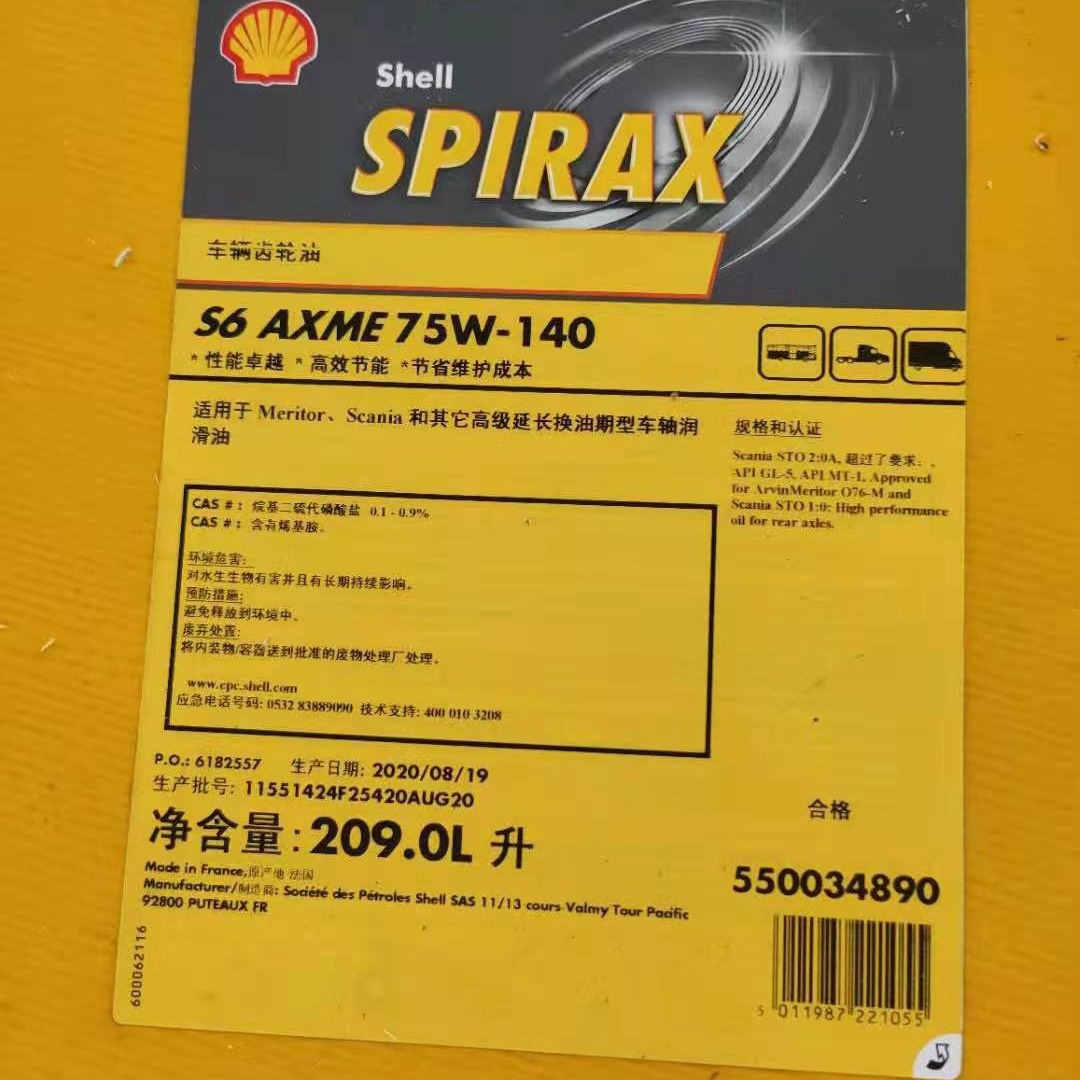 Shell
SPIRAX
车辆齿轮油
S6 AXME 75W-140
* 性能卓越 * 高效节能 *节省维护成本
适用于 Meritor、Scania 和其它高级延长换油期型车轴润
滑油
规格和认证
Scania STO 2:0A, 超过了要求: ,
API GL-5, API MT-1, Approved
for ArvinMeritor O76-M and
Scania STO 1:0: High performance
oil for rear axles.
CAS #： 烷基二硫代磷酸盐 0.1 - 0.9%
CAS #： 含有烯基胺。
环境危害:
对水生生物有害并且有长期持续影响。
预防措施:
避免释放到环境中。
废弃处置:
将内装物/容器送到批准的废物处理厂处理。
www.epc.shell.com
应急电话号码: 0532 83889090 技术支持: 400 010 3208
P.O.: 6182557 生产日期: 2020/08/19
生产批号: 11551424F25420AUG20
净含量: 209.0L 升
合格
Made in France,原产地 法国
Manufacturer/制造商: Société des Pétroles Shell SAS 11/13 cours Valmy Tour Pacific
92800 PUTEAUX FR
550034890
5 011987 221055
600062116